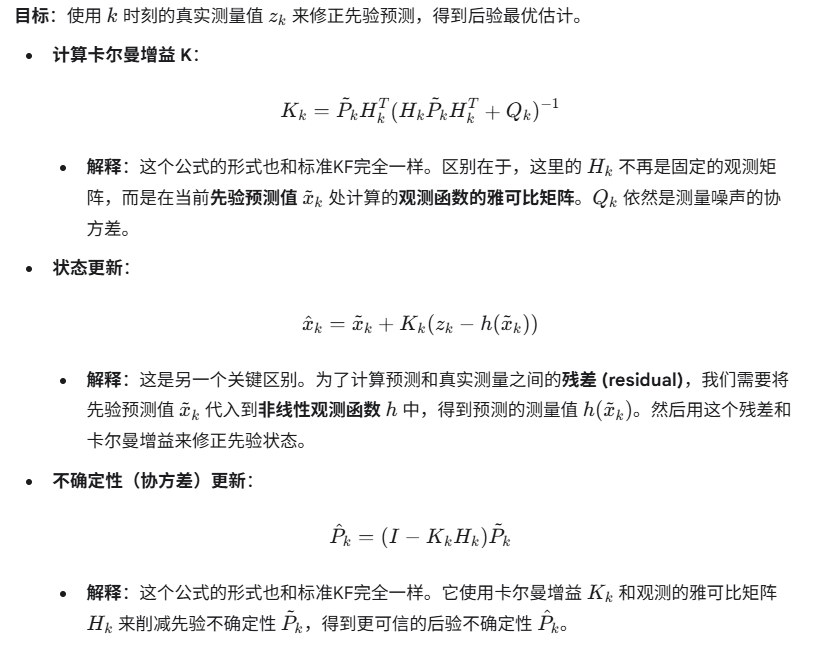 目标：使用 k 时刻的真实测量值 z_k 来修正先验预测，得到后验最优估计。
• 计算卡尔曼增益 K：
K_k = P̃_k H_k^T (H_k P̃_k H_k^T + Q_k)^{-1}
• 解释：这个公式的形式也和标准KF完全一样。区别在于，这里的 H_k 不再是固定的观测矩
阵，而是在当前先验预测值 x̃_k 处计算的观测函数的雅可比矩阵。Q_k 依然是测量噪声的协
方差。
• 状态更新：
x̂_k = x̃_k + K_k(z_k − h(x̃_k))
• 解释：这是另一个关键区别。为了计算预测和真实测量之间的残差 (residual)，我们需要将
先验预测值 x̃_k 代入到非线性观测函数 h 中，得到预测的测量值 h(x̃_k)。然后用这个残差和
卡尔曼增益来修正先验状态。
• 不确定性（协方差）更新：
P̂_k = (I − K_k H_k)P̃_k
• 解释：这个公式的形式也和标准KF完全一样。它使用卡尔曼增益 K_k 和观测的雅可比矩阵
H_k 来削减先验不确定性 P̃_k，得到更可信的后验不确定性 P̂_k。